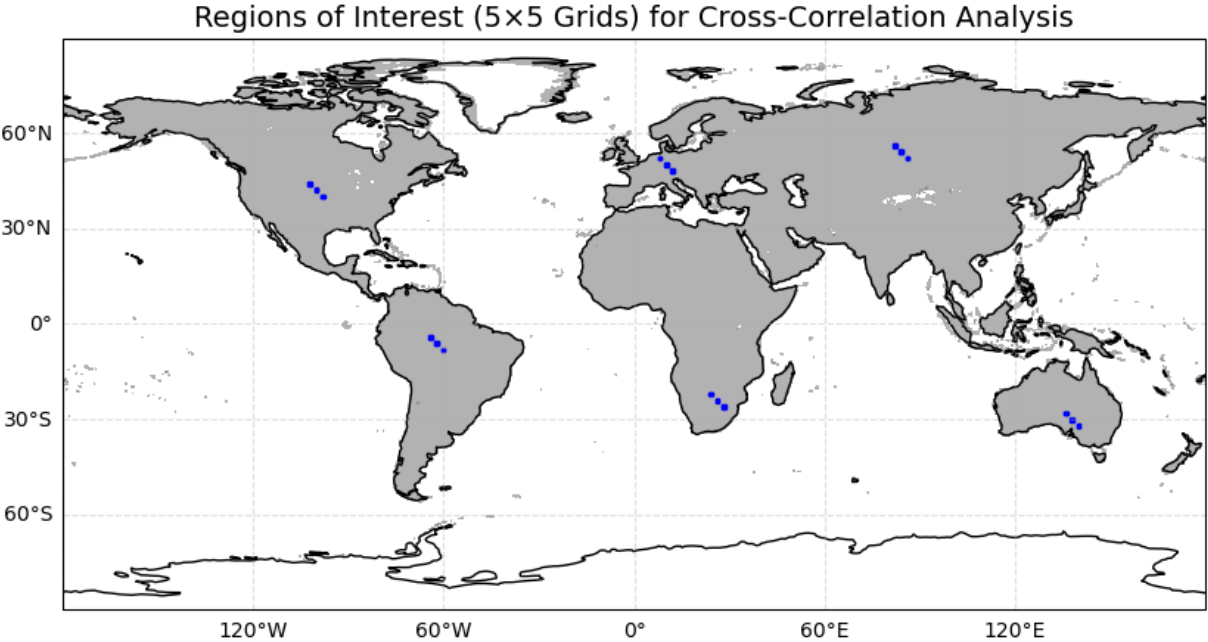 Regions of Interest (5×5 Grids) for Cross-Correlation Analysis
60°N
30°N
0°
30°S
60°S
120°W 60°W 0° 60°E 120°E